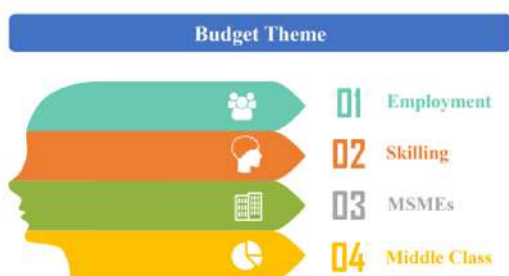 Budget Theme
01 Employment
02 Skilling
03 MSMEs
04 Middle Class